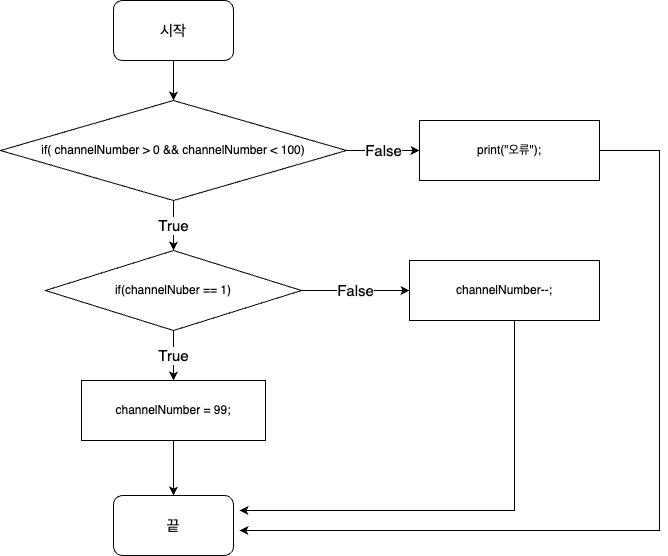 시작
if( channelNumber > 0 && channelNumber < 100)
False
print("오류");
True
if(channelNuber == 1)
False
channelNumber--;
True
channelNumber = 99;
끝